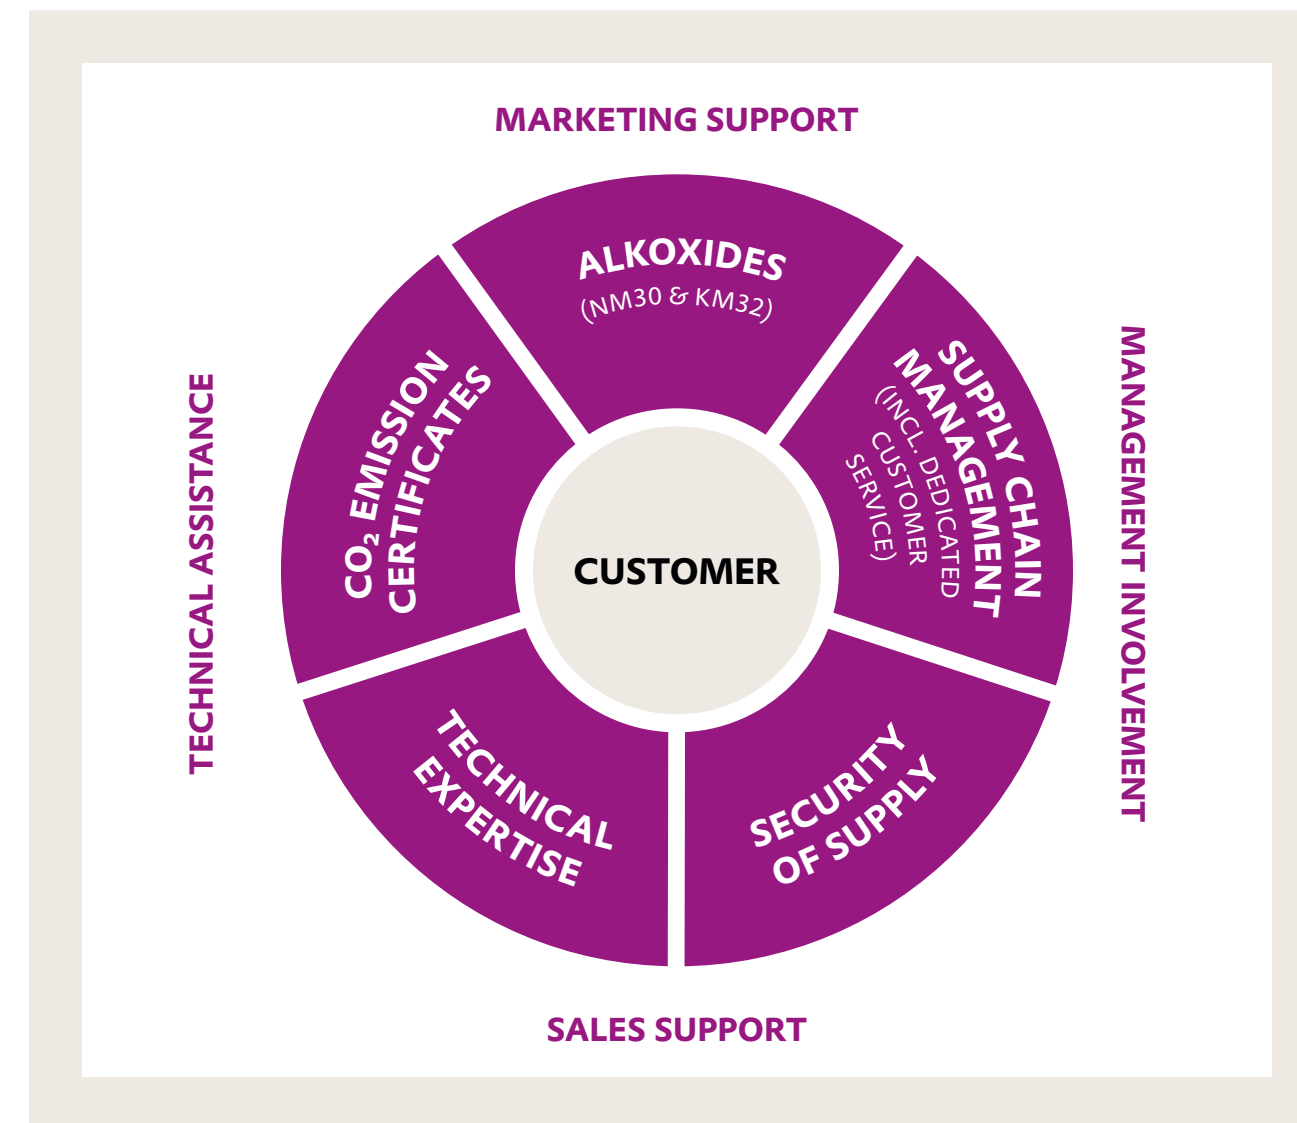 MARKETING SUPPORT
ALKOXIDES
(NM30 & KM32)
SUPPLY CHAIN
MANAGEMENT
(INCL. DEDICATED
CUSTOMER
SERVICE)
MANAGEMENT INVOLVEMENT
CO₂ EMISSION
CERTIFICATES
TECHNICAL ASSISTANCE
CUSTOMER
TECHNICAL
EXPERTISE
SECURITY
OF SUPPLY
SALES SUPPORT